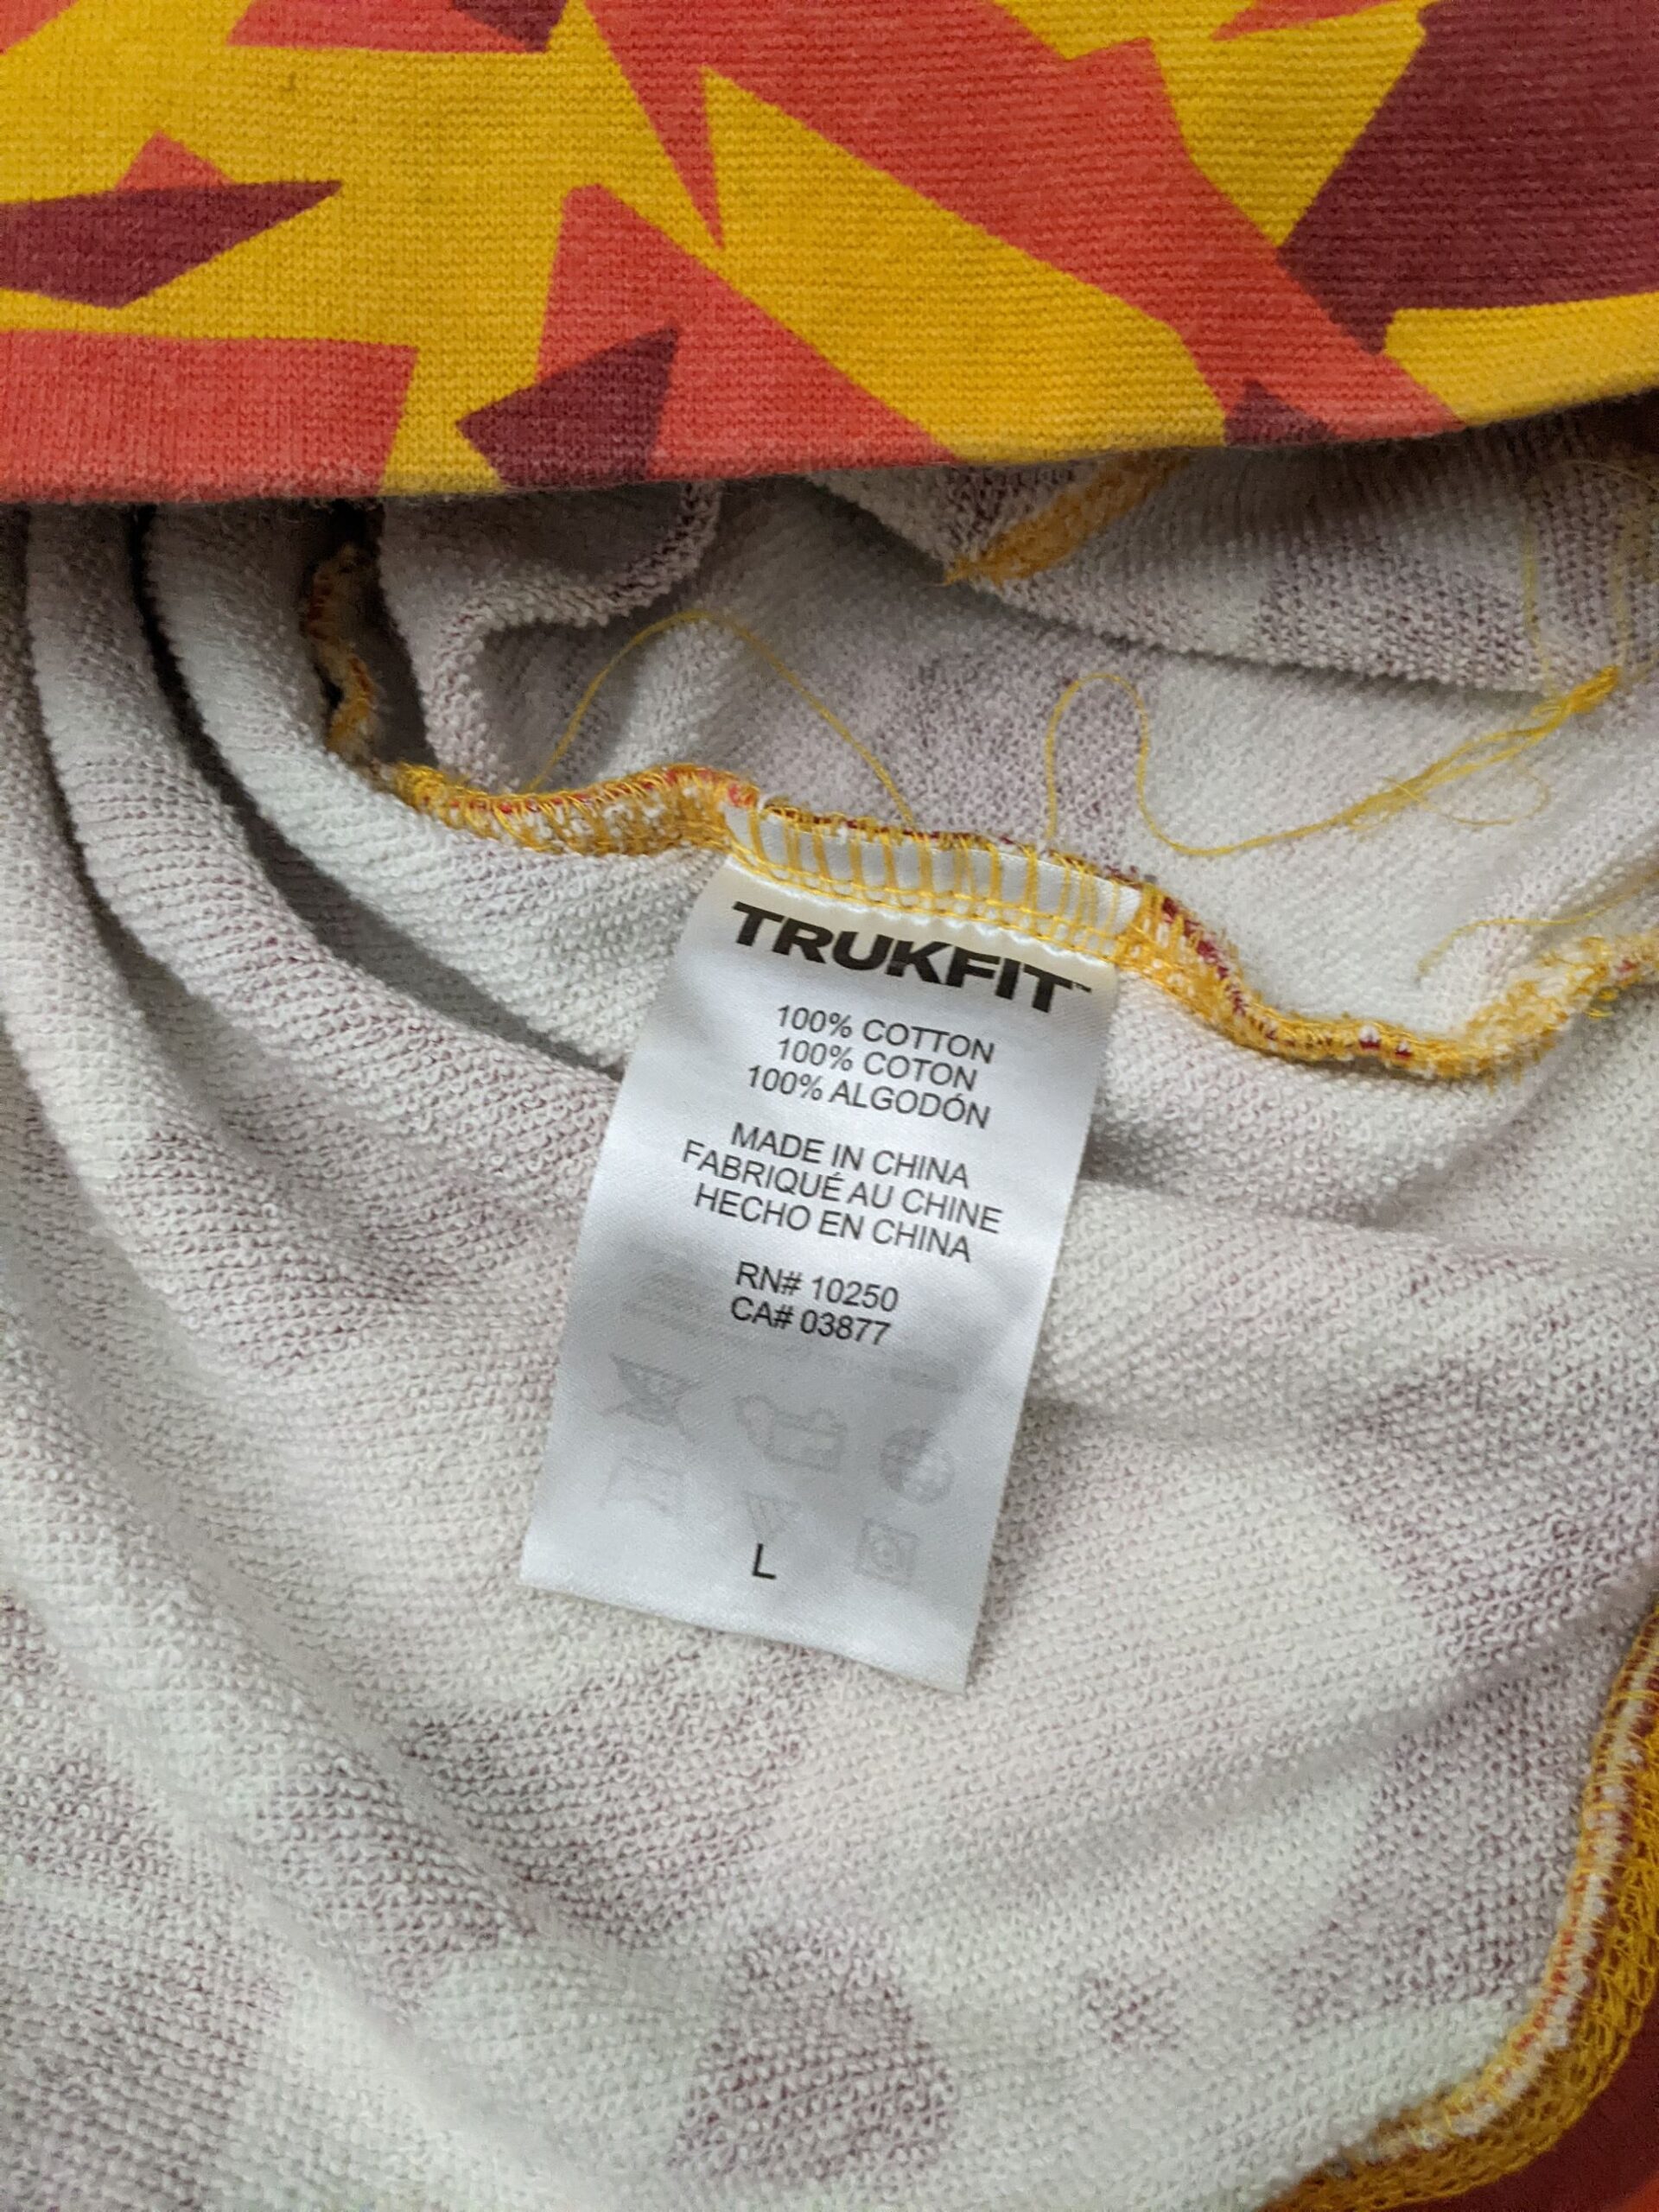 TRUKFIT™
100% COTTON
100% COTON
100% ALGODÓN
MADE IN CHINA
FABRIQUÉ AU CHINE
HECHO EN CHINA
RN# 10250
CA# 03877
L